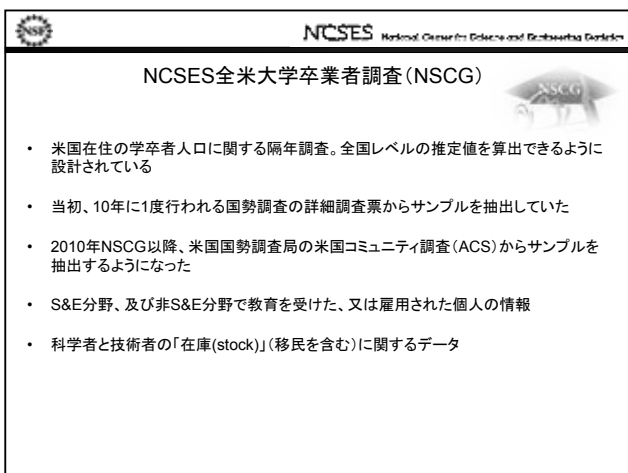 NSF
NCSES National Center for Science and Engineering Statistics
NCSES全米大学卒業者調査(NSCG)
NSCG
• 米国在住の学卒者人口に関する隔年調査。全国レベルの推定値を算出できるように
設計されている
• 当初、10年に1度行われる国勢調査の詳細調査票からサンプルを抽出していた
• 2010年NSCG以降、米国国勢調査局の米国コミュニティ調査(ACS)からサンプルを
抽出するようになった
• S&E分野、及び非S&E分野で教育を受けた、又は雇用された個人の情報
• 科学者と技術者の「在庫(stock)」(移民を含む)に関するデータ